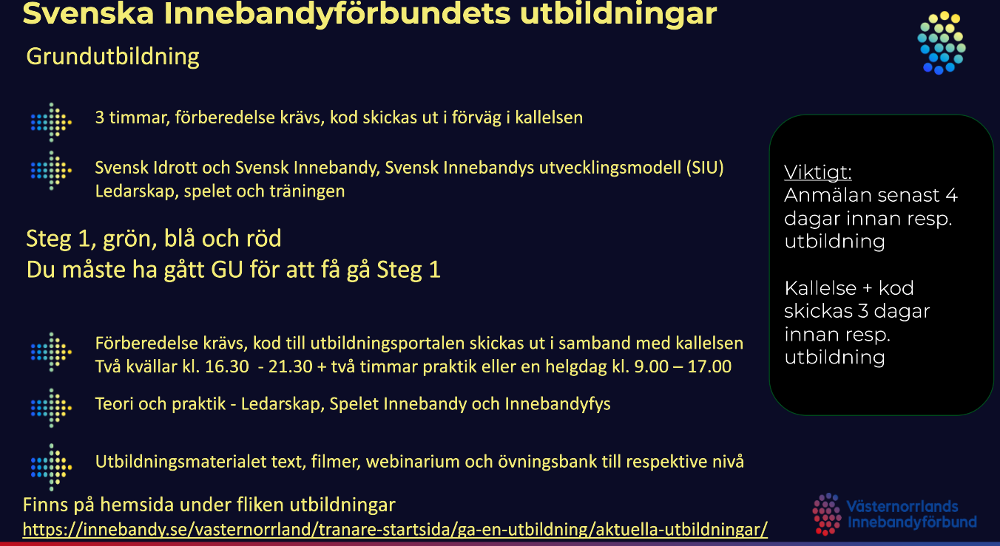 Svenska Innebandyförbundets utbildningar
Grundutbildning
3 timmar, förberedelse krävs, kod skickas ut i förväg i kallelsen
Svensk Idrott och Svensk Innebandy, Svensk Innebandys utvecklingsmodell (SIU)
Ledarskap, spelet och träningen
Steg 1, grön, blå och röd
Du måste ha gått GU för att få gå Steg 1
Förberedelse krävs, kod till utbildningsportalen skickas ut i samband med kallelsen
Två kvällar kl. 16.30  - 21.30 + två timmar praktik eller en helgdag kl. 9.00 – 17.00
Teori och praktik - Ledarskap, Spelet Innebandy och Innebandyfys
Utbildningsmaterialet text, filmer, webinarium och övningsbank till respektive nivå
Finns på hemsida under fliken utbildningar
https://innebandy.se/vasternorrland/tranare-startsida/ga-en-utbildning/aktuella-utbildningar/
Viktigt:
Anmälan senast 4
dagar innan resp.
utbildning
Kallelse + kod
skickas 3 dagar
innan resp.
utbildning
Västernorrlands
Innebandyförbund